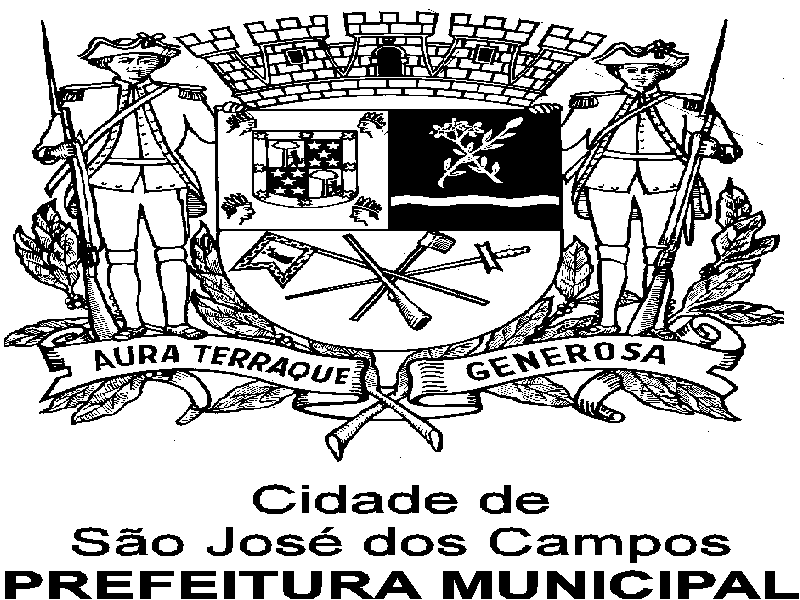 AURA TERRAQUE GENEROSA
Cidade de
São José dos Campos
PREFEITURA MUNICIPAL